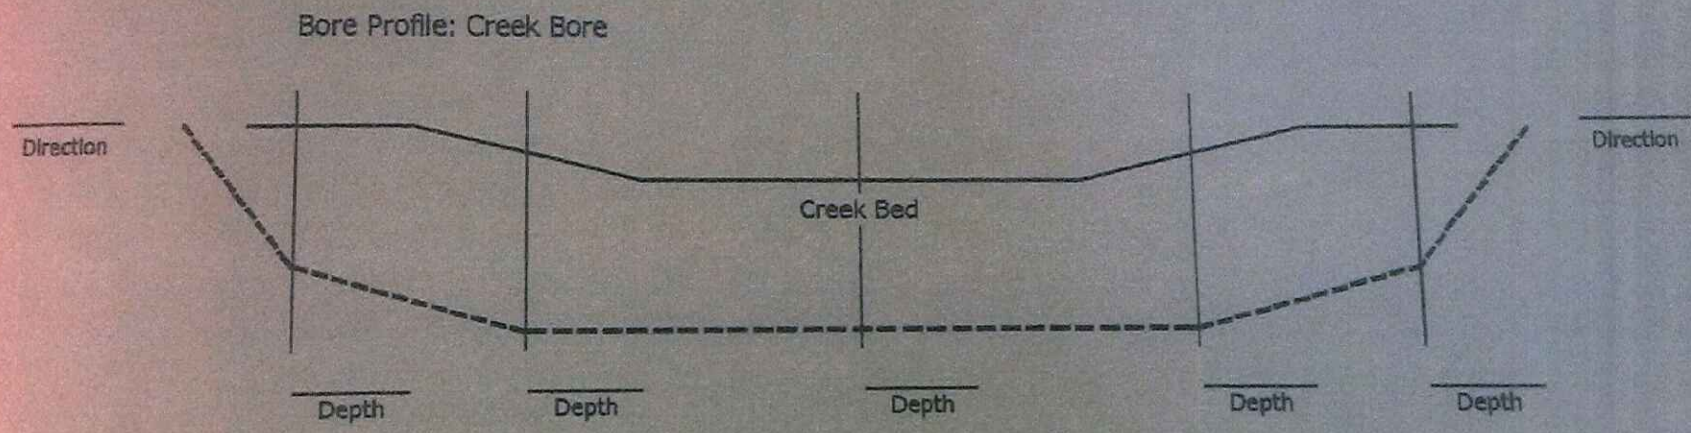 Bore Profile: Creek Bore
Direction
Direction
Creek Bed
Depth
Depth
Depth
Depth
Depth